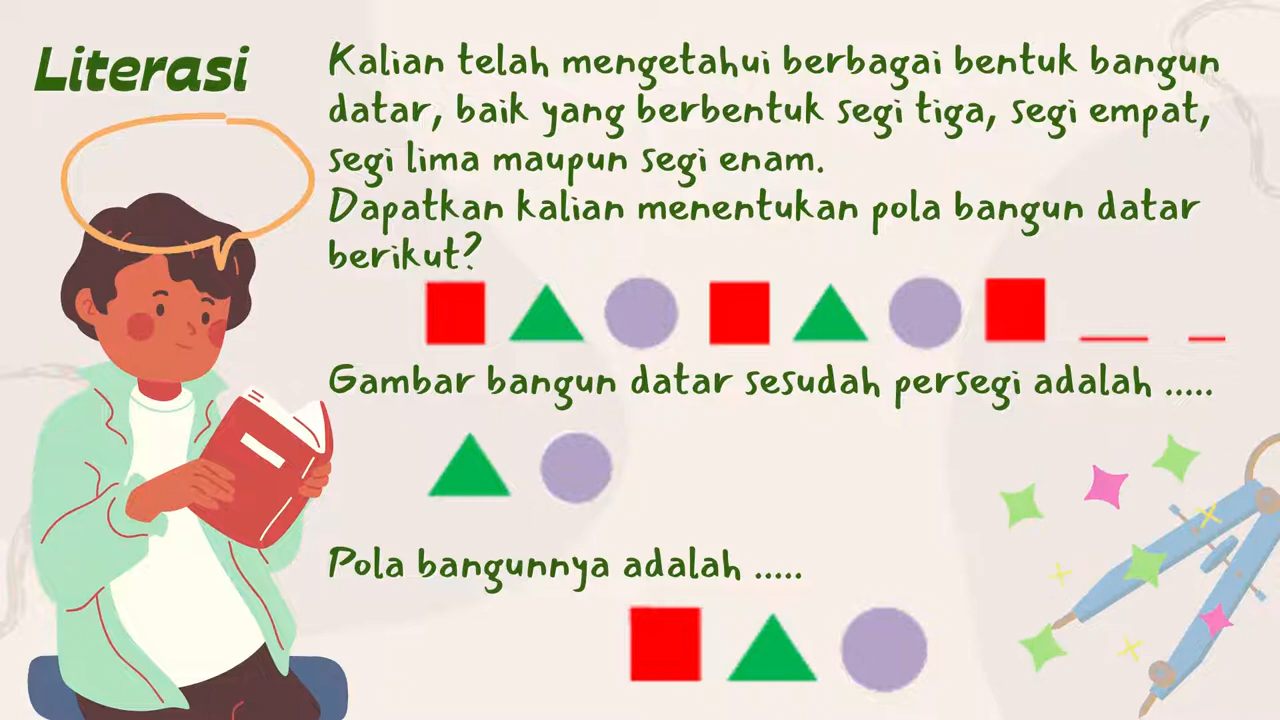 Literasi
Kalian telah mengetahui berbagai bentuk bangun
datar, baik yang berbentuk segi tiga, segi empat,
segi lima maupun segi enam.
Dapatkan kalian menentukan pola bangun datar
berikut?
Gambar bangun datar sesudah persegi adalah .....
Pola bangunnya adalah .....